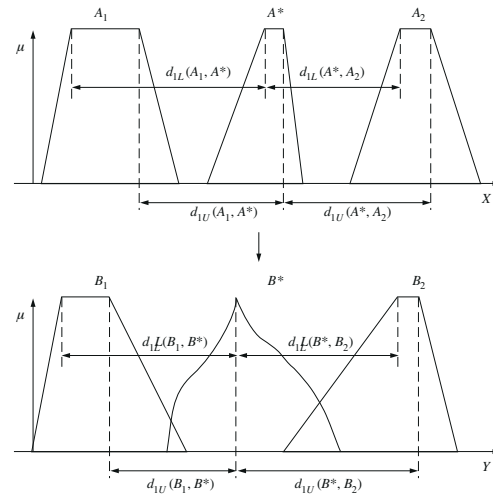 A₁ A* A₂
μ
d₁L(A₁, A*) d₁L(A*, A₂)
d₁U(A₁, A*) d₁U(A*, A₂)
X
B₁ B* B₂
μ
d₁L(B₁, B*) d₁L(B*, B₂)
Y
d₁U(B₁, B*) d₁U(B*, B₂)